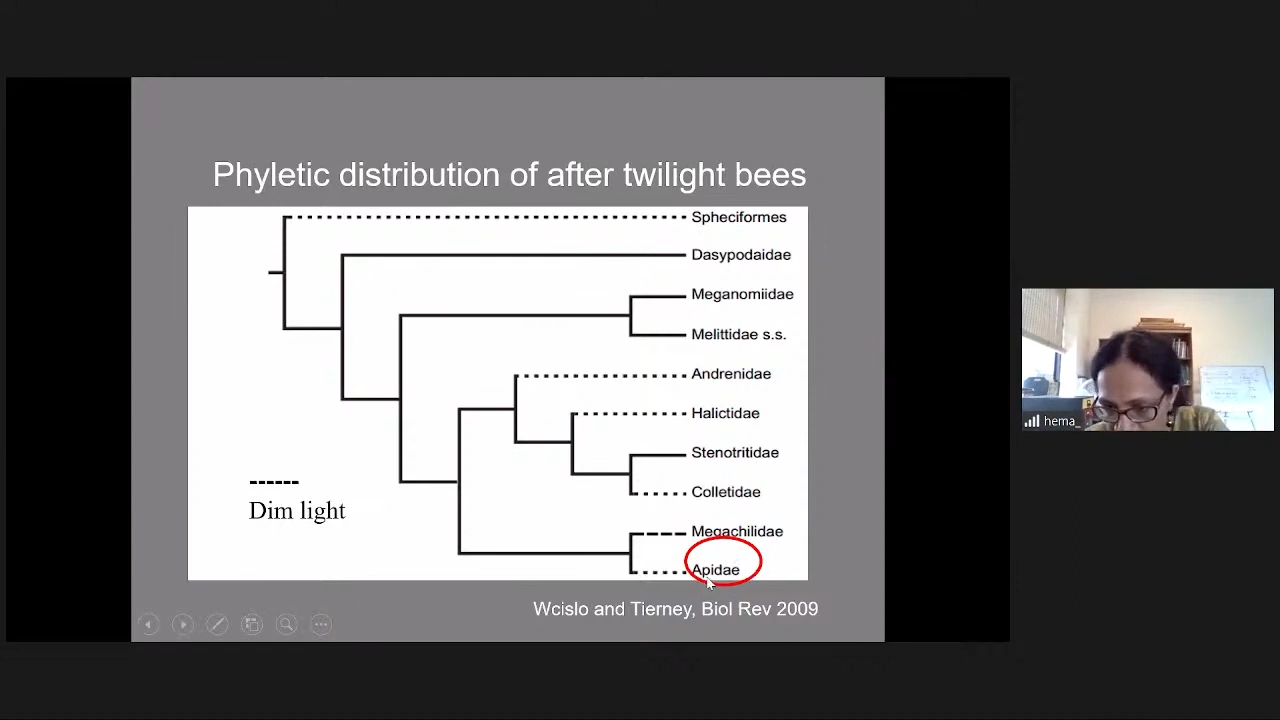 Phyletic distribution of after twilight bees
Spheciformes
Dasypodaidae
Meganomiidae
Melittidae s.s.
Andrenidae
Halictidae
Stenotritidae
Colletidae
Megachilidae
Apidae
Dim light
Wcislo and Tierney, Biol Rev 2009
hema_